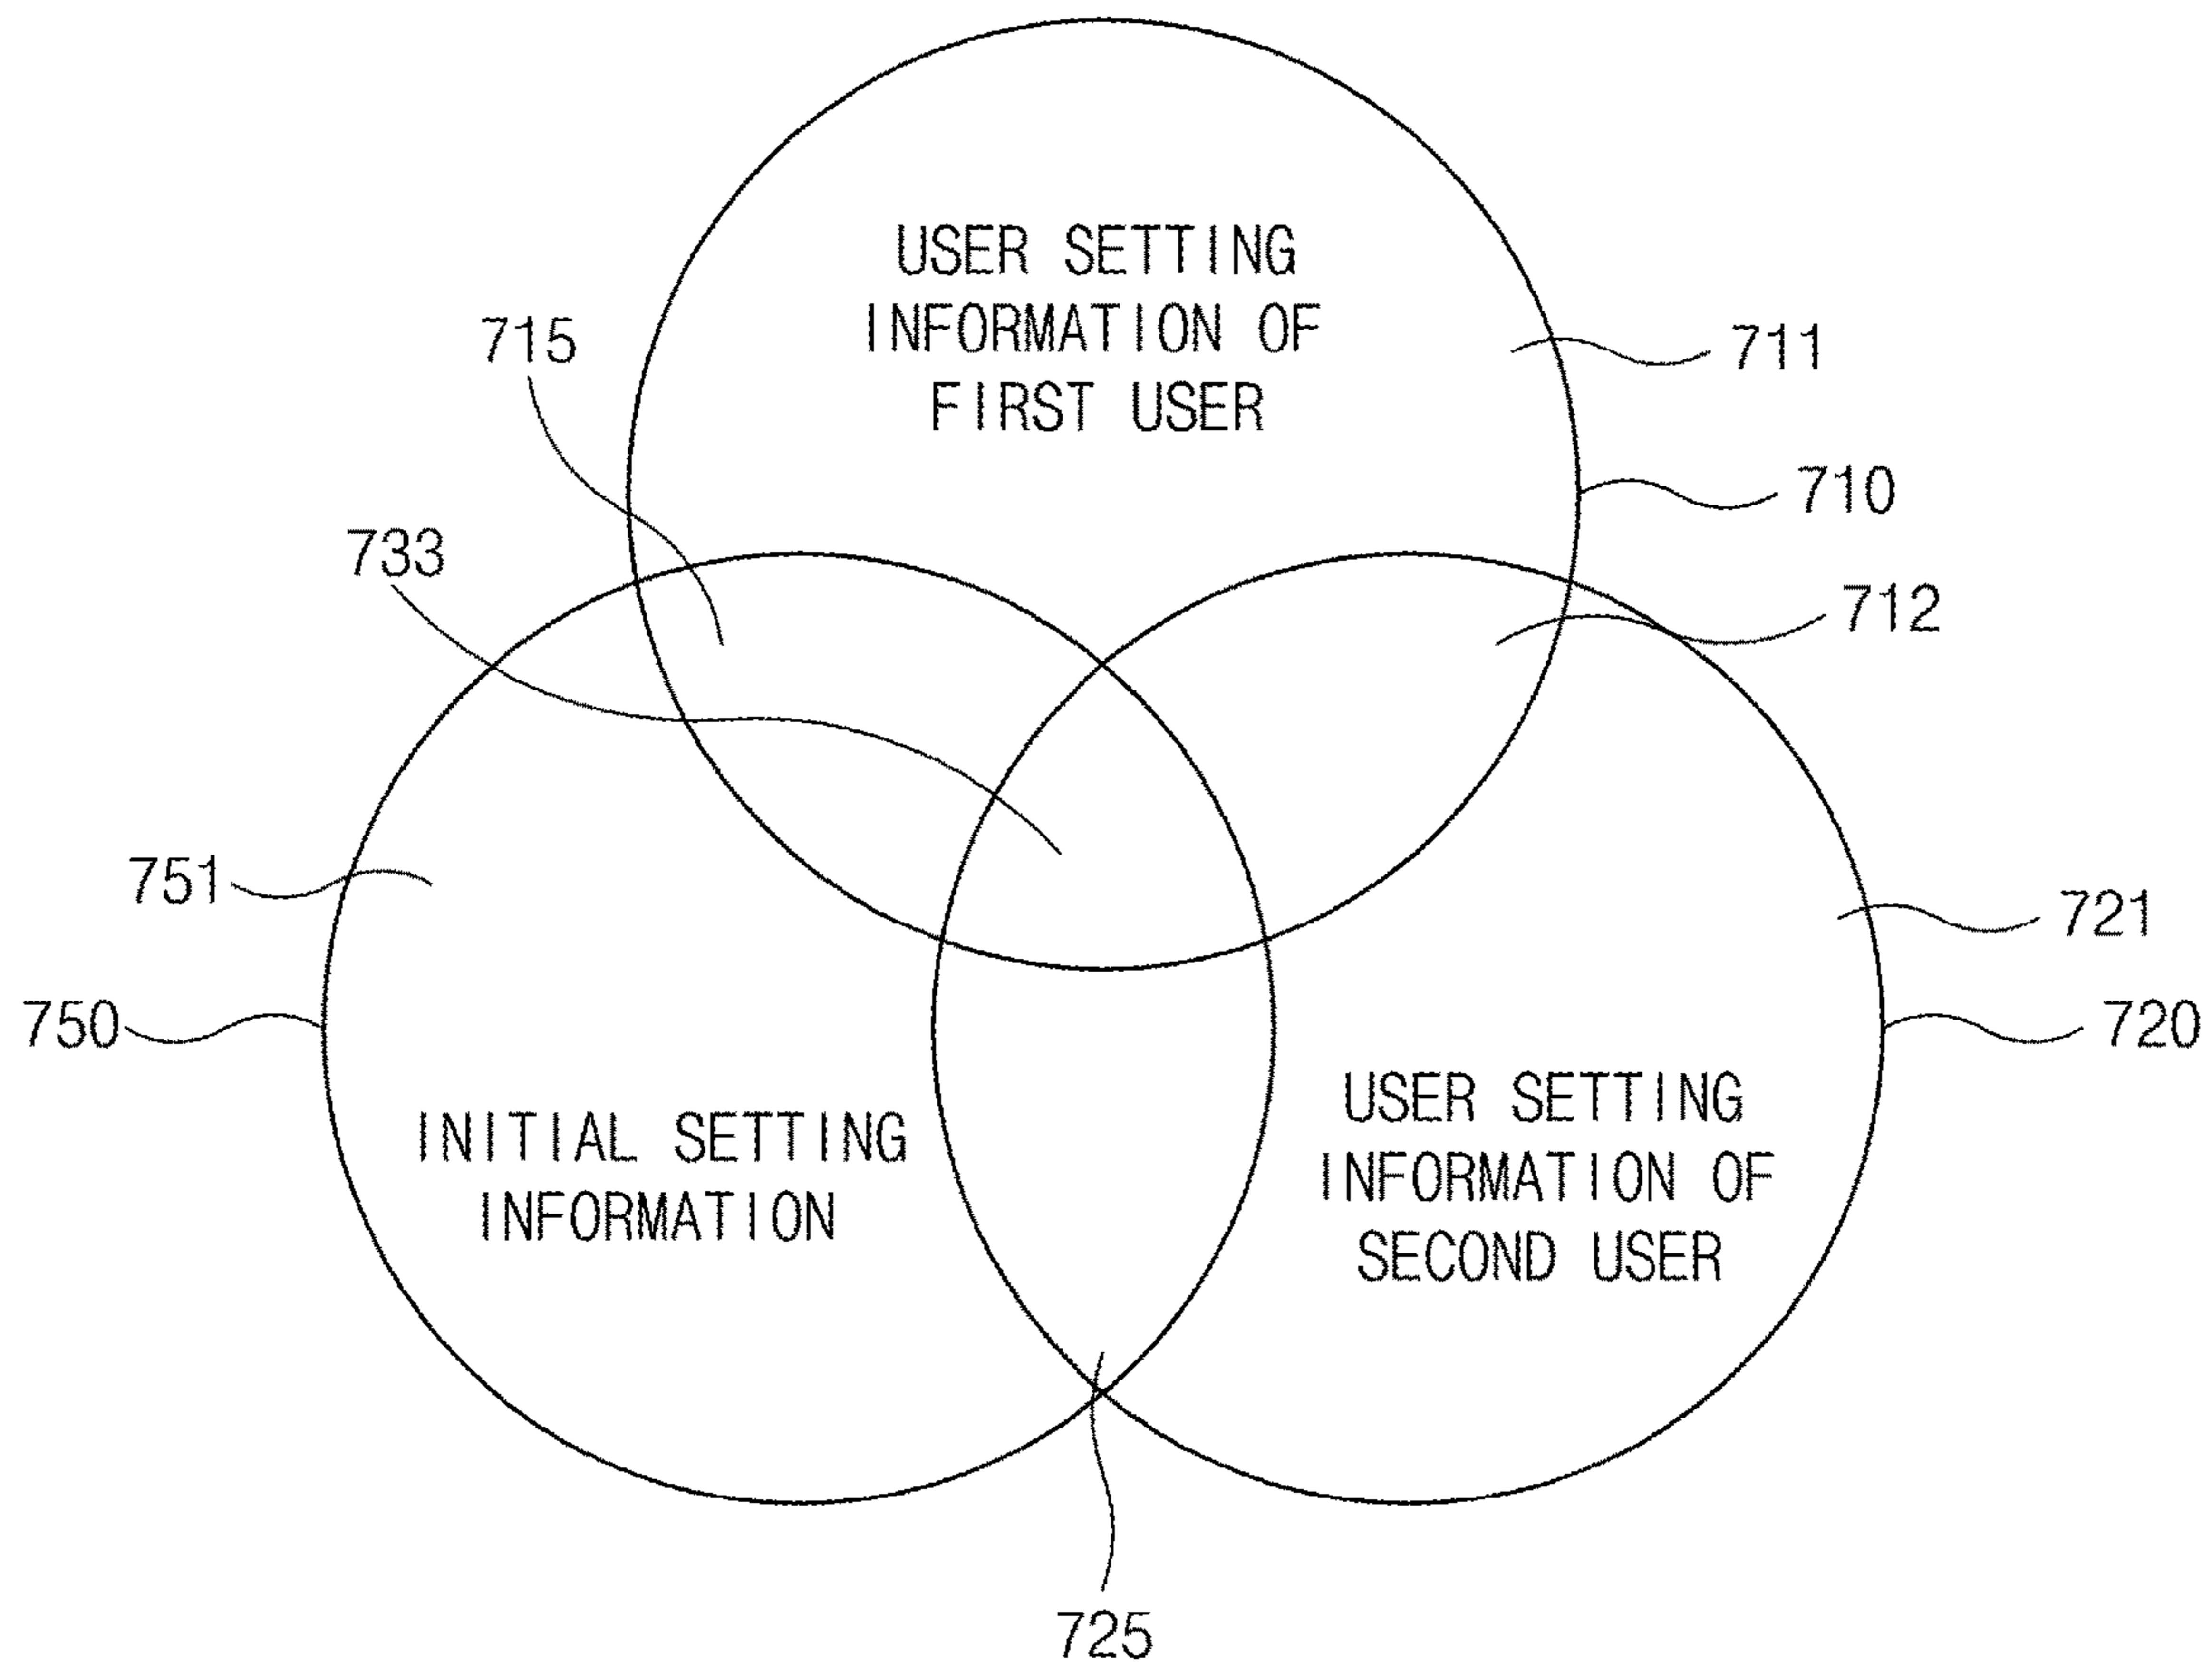 USER SETTING
INFORMATION OF
FIRST USER
715
711
710
733
712
751
721
750
720
INITIAL SETTING
INFORMATION
USER SETTING
INFORMATION OF
SECOND USER
725